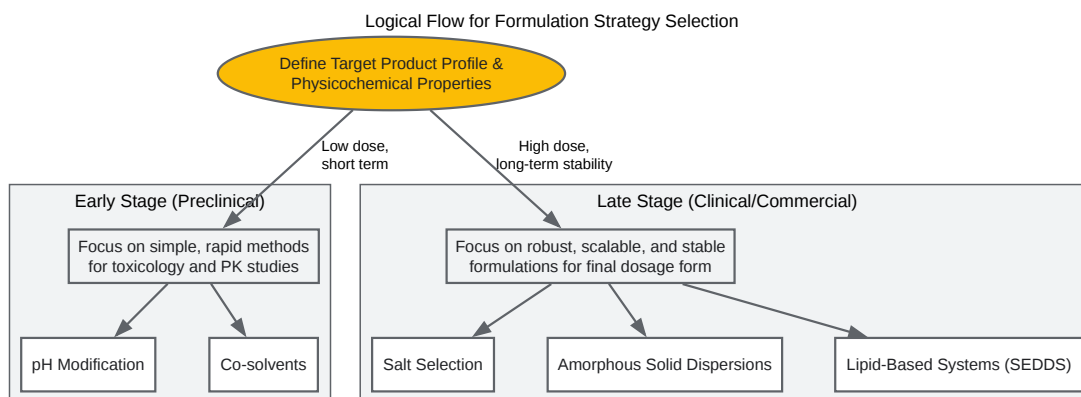 Logical Flow for Formulation Strategy Selection
Define Target Product Profile &
Physicochemical Properties
Low dose,
short term
High dose,
long-term stability
Early Stage (Preclinical)
Focus on simple, rapid methods
for toxicology and PK studies
pH Modification
Co-solvents
Late Stage (Clinical/Commercial)
Focus on robust, scalable, and stable
formulations for final dosage form
Salt Selection
Amorphous Solid Dispersions
Lipid-Based Systems (SEDDS)